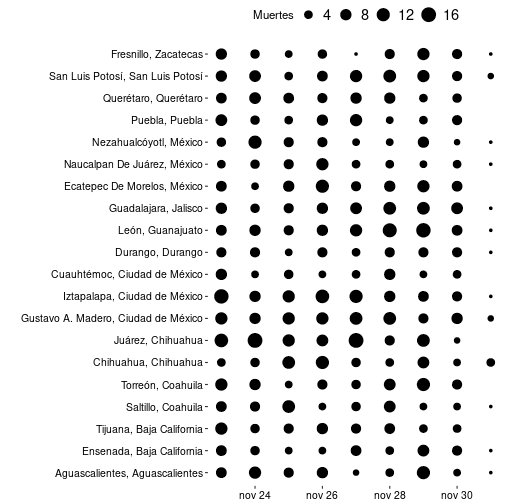 Muertes 4 8 12 16
Fresnillo, Zacatecas
San Luis Potosí, San Luis Potosí
Querétaro, Querétaro
Puebla, Puebla
Nezahualcóyotl, México
Naucalpan De Juárez, México
Ecatepec De Morelos, México
Guadalajara, Jalisco
León, Guanajuato
Durango, Durango
Cuauhtémoc, Ciudad de México
Iztapalapa, Ciudad de México
Gustavo A. Madero, Ciudad de México
Juárez, Chihuahua
Chihuahua, Chihuahua
Torreón, Coahuila
Saltillo, Coahuila
Tijuana, Baja California
Ensenada, Baja California
Aguascalientes, Aguascalientes
nov 24 nov 26 nov 28 nov 30